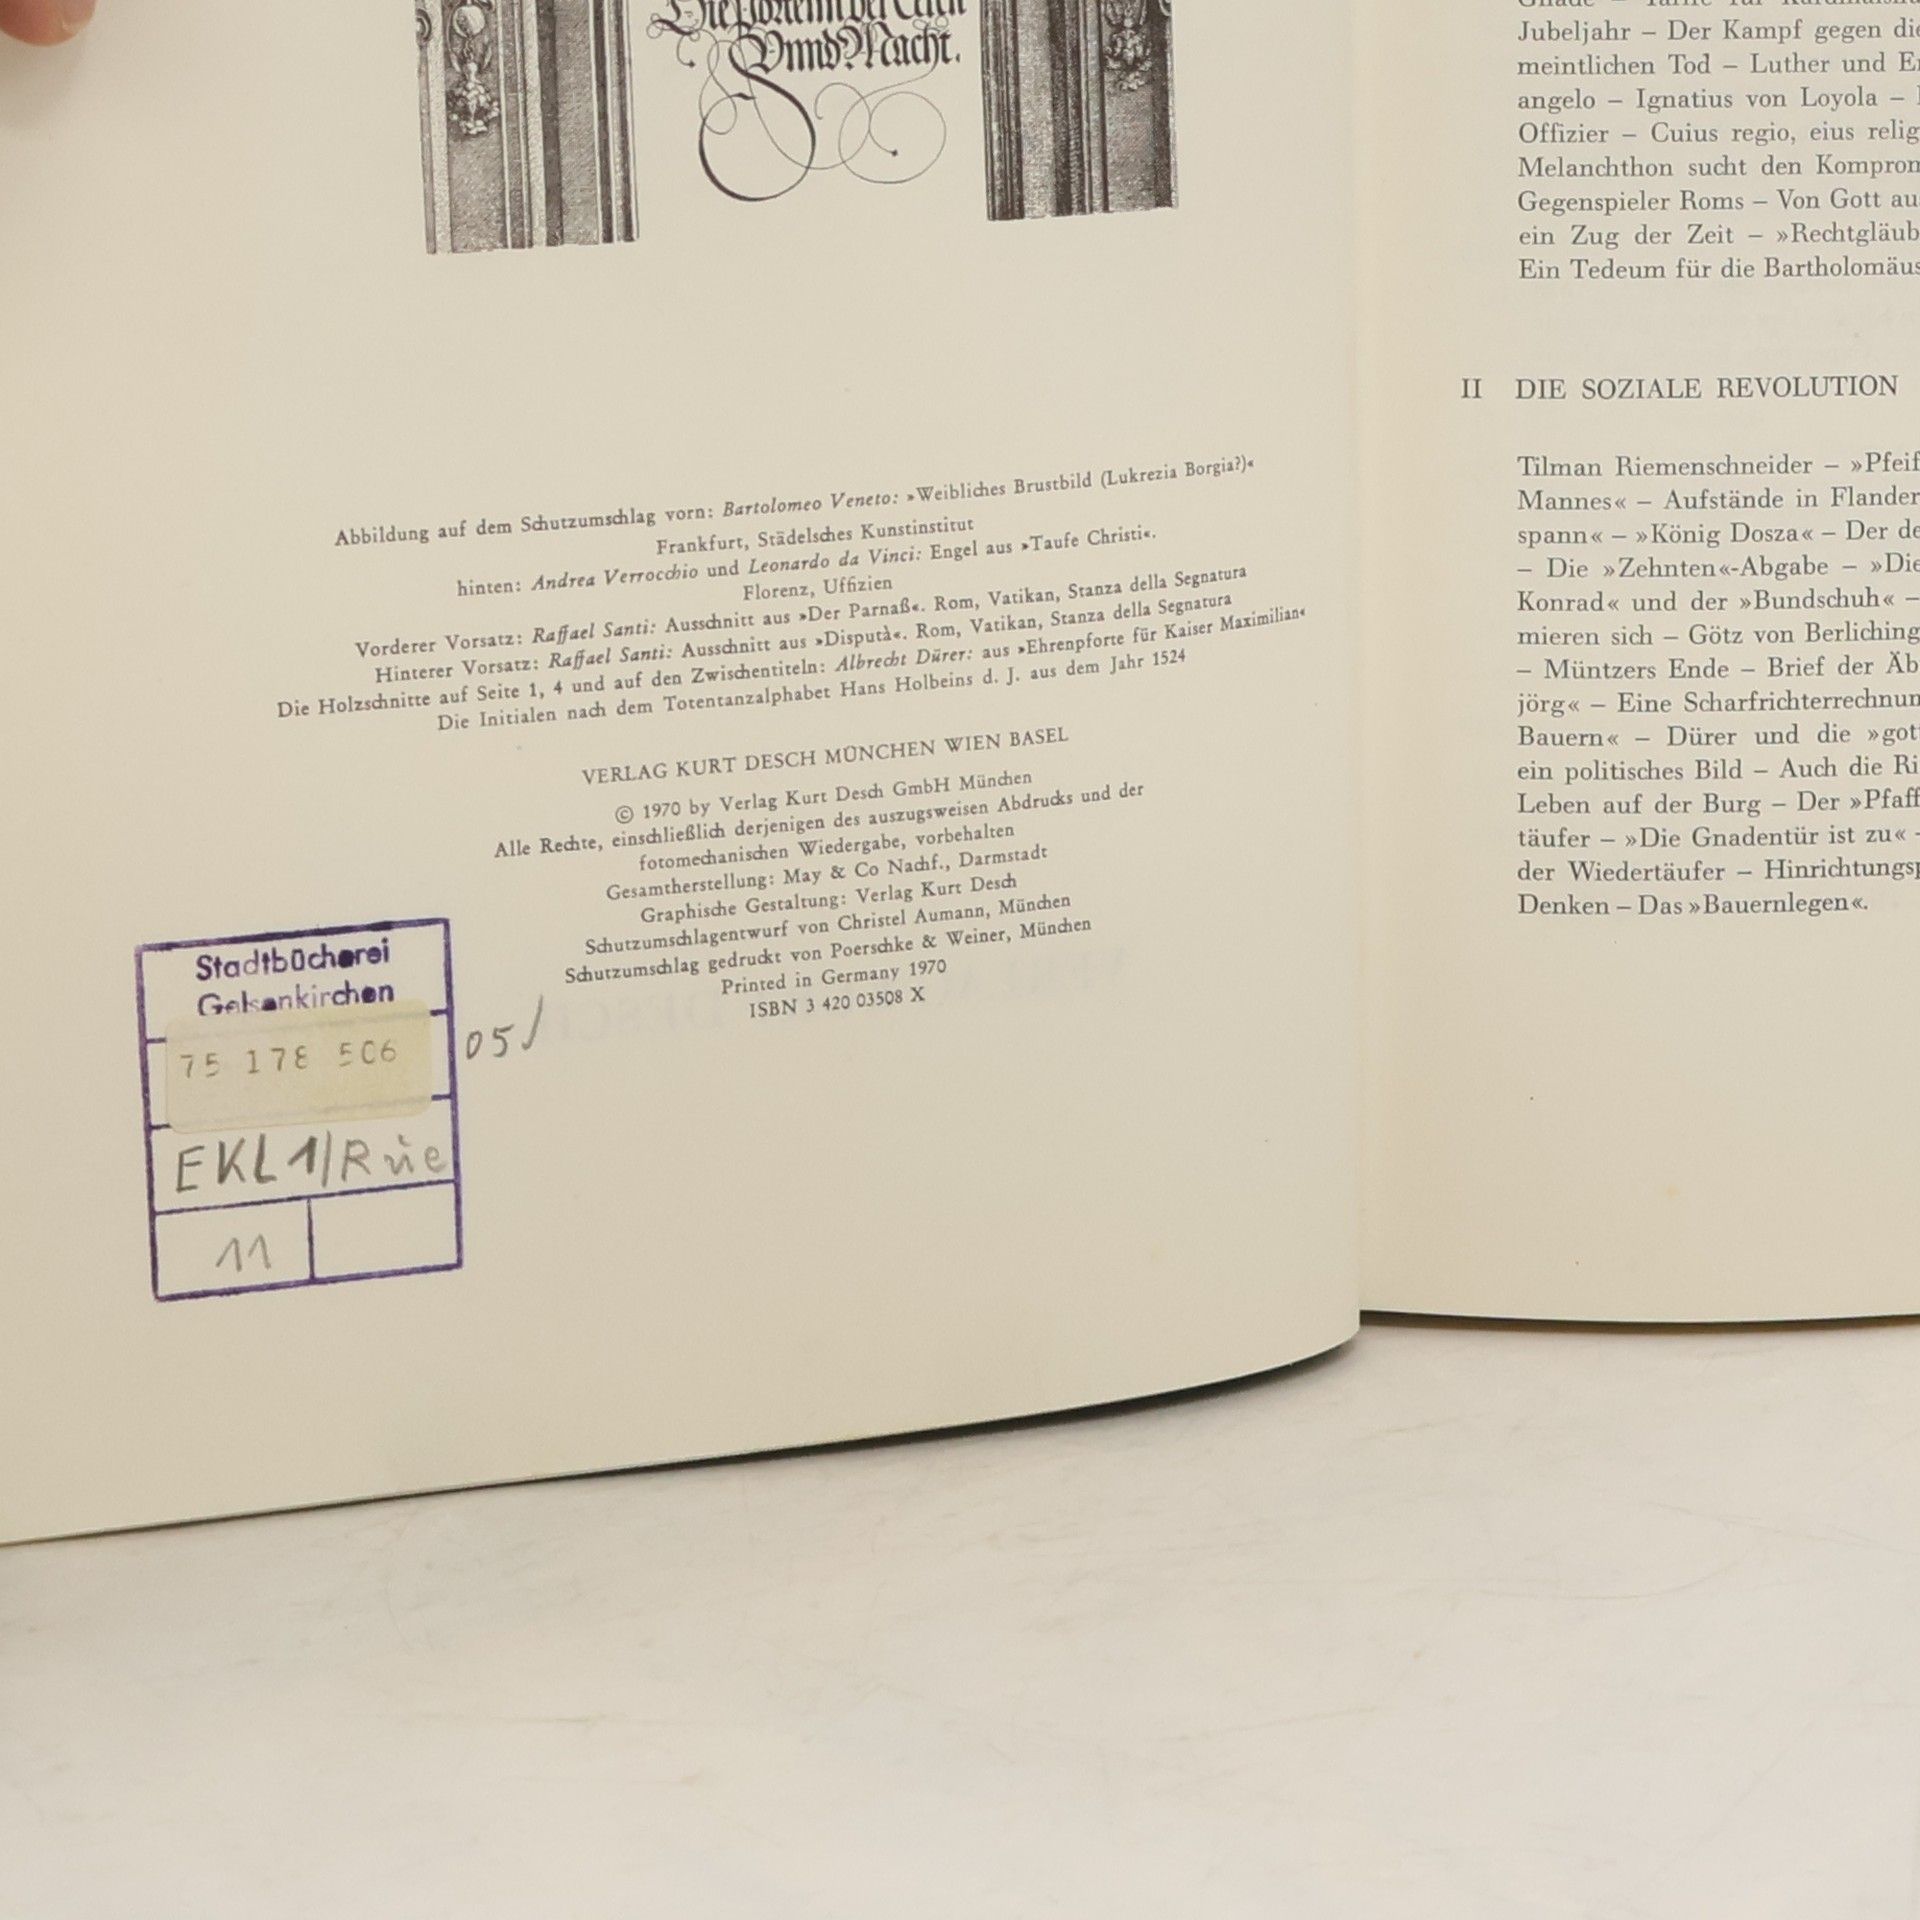 Vnnd Macht.
Abbildung auf dem Schutzumschlag vorn: Bartolomeo Veneto: »Weibliches Brustbild (Lukrezia Borgia?)«
Frankfurt, Städelsches Kunstinstitut
hinten: Andrea Verrocchio und Leonardo da Vinci: Engel aus »Taufe Christi«.
Florenz, Uffizien
Vorderer Vorsatz: Raffael Santi: Ausschnitt aus »Der Parnaß«. Rom, Vatikan, Stanza della Segnatura
Hinterer Vorsatz: Raffael Santi: Ausschnitt aus »Disputà«. Rom, Vatikan, Stanza della Segnatura
Die Holzschnitte auf Seite 1, 4 und auf den Zwischentiteln: Albrecht Dürer: aus »Ehrenpforte für Kaiser Maximilian«
Die Initialen nach dem Totentanzalphabet Hans Holbeins d. J. aus dem Jahr 1524
VERLAG KURT DESCH MÜNCHEN WIEN BASEL
© 1970 by Verlag Kurt Desch GmbH München
Alle Rechte, einschließlich derjenigen des auszugsweisen Abdrucks und der
fotomechanischen Wiedergabe, vorbehalten
Gesamtherstellung: May & Co Nachf., Darmstadt
Graphische Gestaltung: Verlag Kurt Desch
Schutzumschlagentwurf von Christel Aumann, München
Schutzumschlag gedruckt von Poerschke & Weiner, München
Printed in Germany 1970
ISBN 3 420 03508 X
Stadtbücherei
Gelsenkirchen
75 178 506
05/
EKL 1/Rüe
11
Jubeljahr – Der Kampf gegen die
meintlichen Tod – Luther und
angelo – Ignatius von Loyola –
Offizier – Cuius regio, eius relig
Melanchthon sucht den Komprom
Gegenspieler Roms – Von Gott au
ein Zug der Zeit – »Rechtgläub
Ein Tedeum für die Bartholomäus
II DIE SOZIALE REVOLUTION
Tilman Riemenschneider – »Pfeif
Mannes« – Aufstände in Flander
spann« – »König Dosza« – Der de
– Die »Zehnten«-Abgabe – »Die
Konrad« und der »Bundschuh« –
mieren sich – Götz von Berliching
– Müntzers Ende – Brief der Äb
jörg« – Eine Scharfrichterrechnun
Bauern« – Dürer und die »got
ein politisches Bild – Auch die Ri
Leben auf der Burg – Der »Pfaff
täufer – »Die Gnadentür ist zu« –
der Wiedertäufer – Hinrichtungsp
Denken – Das »Bauernlegen«.